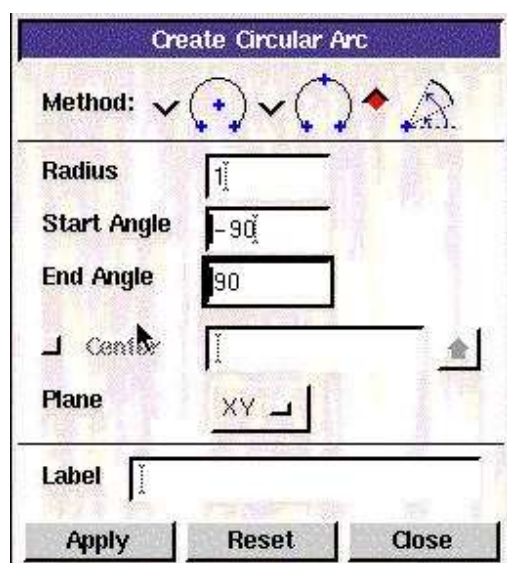 Create Circular Arc
Method:
Radius 1
Start Angle -90
End Angle 90
Center
Plane XY
Label
Apply Reset Close